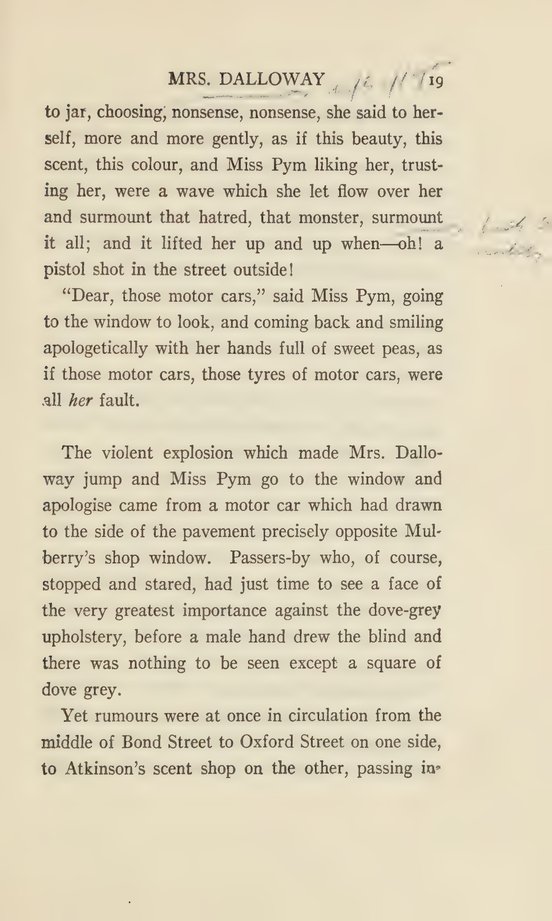 MRS. DALLOWAY 19
to jar, choosing, nonsense, nonsense, she said to her-
self, more and more gently, as if this beauty, this
scent, this colour, and Miss Pym liking her, trust-
ing her, were a wave which she let flow over her
and surmount that hatred, that monster, surmount
it all; and it lifted her up and up when—oh! a
pistol shot in the street outside!
"Dear, those motor cars," said Miss Pym, going
to the window to look, and coming back and smiling
apologetically with her hands full of sweet peas, as
if those motor cars, those tyres of motor cars, were
all her fault.
The violent explosion which made Mrs. Dallo-
way jump and Miss Pym go to the window and
apologise came from a motor car which had drawn
to the side of the pavement precisely opposite Mul-
berry's shop window. Passers-by who, of course,
stopped and stared, had just time to see a face of
the very greatest importance against the dove-grey
upholstery, before a male hand drew the blind and
there was nothing to be seen except a square of
dove grey.
Yet rumours were at once in circulation from the
middle of Bond Street to Oxford Street on one side,
to Atkinson's scent shop on the other, passing in-